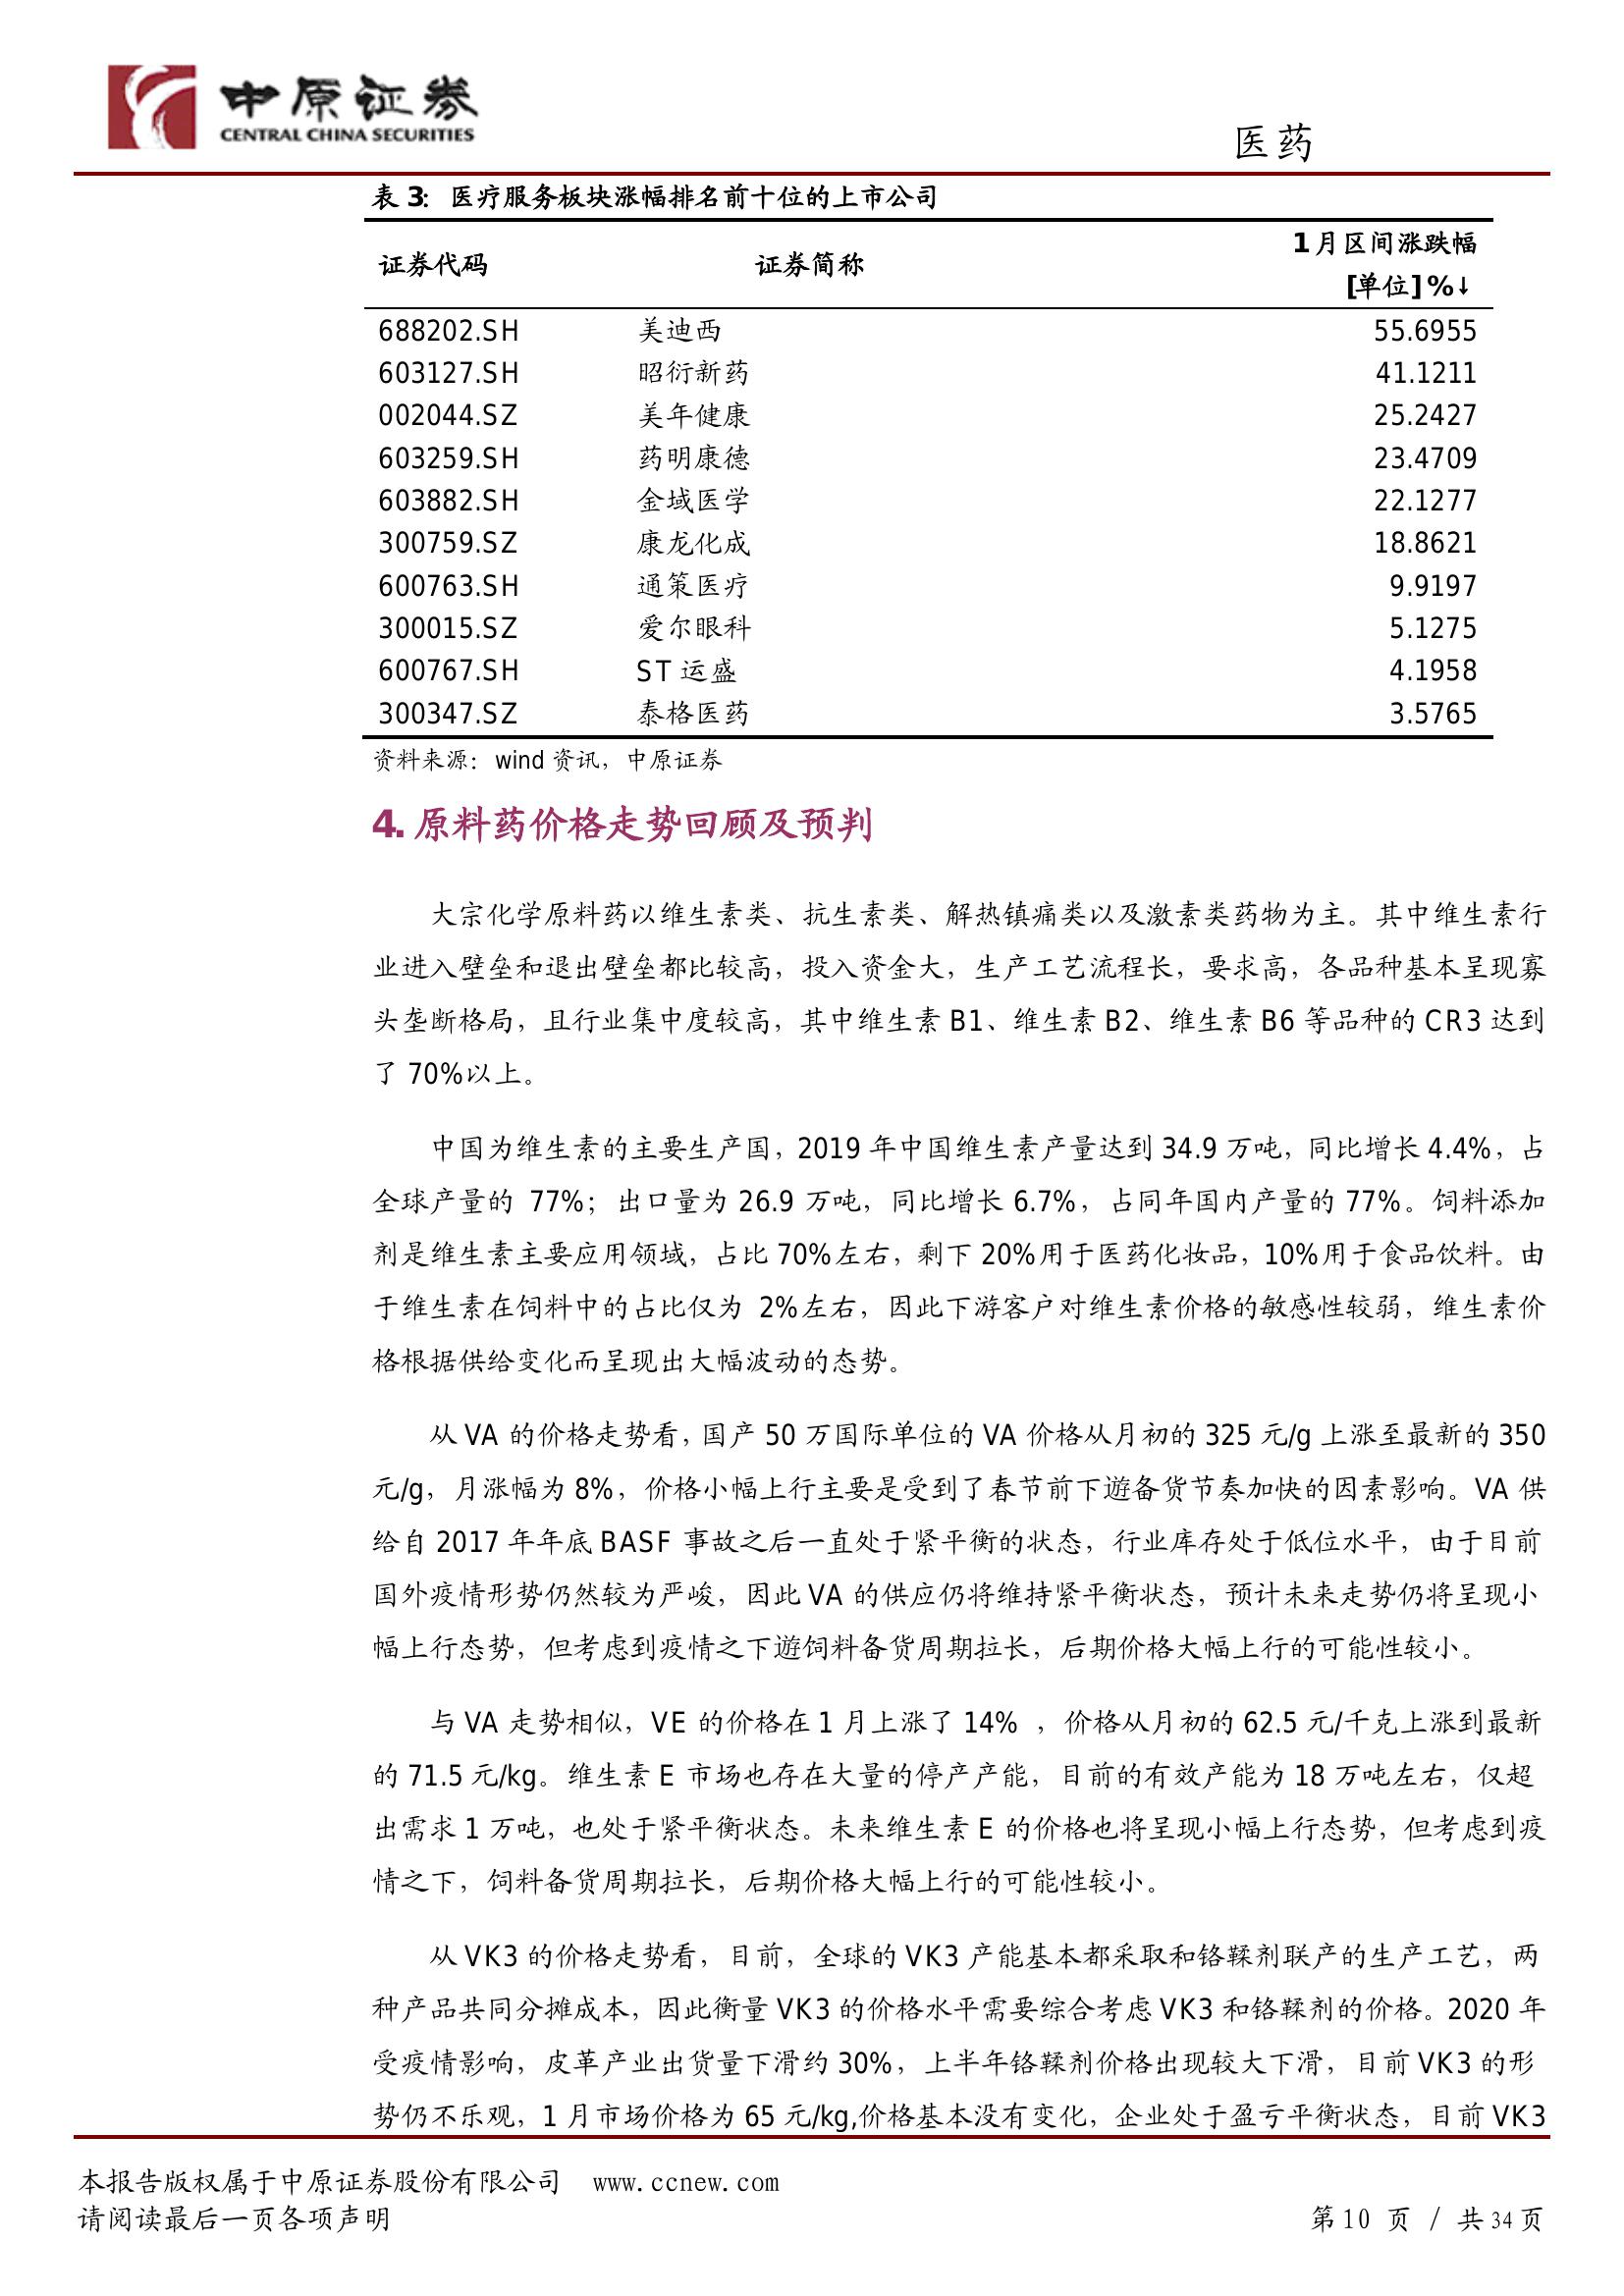 中原证券
CENTRAL CHINA SECURITIES
医药
表 3：医疗服务板块涨幅排名前十位的上市公司
证券代码 证券简称 1月区间涨跌幅
[单位]%↓
688202.SH 美迪西 55.6955
603127.SH 昭衍新药 41.1211
002044.SZ 美年健康 25.2427
603259.SH 药明康德 23.4709
603882.SH 金域医学 22.1277
300759.SZ 康龙化成 18.8621
600763.SH 通策医疗 9.9197
300015.SZ 爱尔眼科 5.1275
600767.SH ST 运盛 4.1958
300347.SZ 泰格医药 3.5765
资料来源：wind 资讯，中原证券
4. 原料药价格走势回顾及预判
大宗化学原料药以维生素类、抗生素类、解热镇痛类以及激素类药物为主。其中维生素行
业进入壁垒和退出壁垒都比较高，投入资金大，生产工艺流程长，要求高，各品种基本呈现寡
头垄断格局，且行业集中度较高，其中维生素 B1、维生素 B2、维生素 B6 等品种的 CR3 达到
了 70%以上。
中国为维生素的主要生产国，2019 年中国维生素产量达到 34.9 万吨，同比增长 4.4%，占
全球产量的 77%；出口量为 26.9 万吨，同比增长 6.7%，占同年国内产量的 77%。饲料添加
剂是维生素主要应用领域，占比 70%左右，剩下 20%用于医药化妆品，10%用于食品饮料。由
于维生素在饲料中的占比仅为 2%左右，因此下游客户对维生素价格的敏感性较弱，维生素价
格根据供给变化而呈现出大幅波动的态势。
从 VA 的价格走势看，国产 50 万国际单位的 VA 价格从月初的 325 元/g 上涨至最新的 350
元/g，月涨幅为 8%，价格小幅上行主要是受到了春节前下遊备货节奏加快的因素影响。VA 供
给自 2017 年年底 BASF 事故之后一直处于紧平衡的状态，行业库存处于低位水平，由于目前
国外疫情形势仍然较为严峻，因此 VA 的供应仍将维持紧平衡状态，预计未来走势仍将呈现小
幅上行态势，但考虑到疫情之下遊饲料备货周期拉长，后期价格大幅上行的可能性较小。
与 VA 走势相似，VE 的价格在 1 月上涨了 14% ，价格从月初的 62.5 元/千克上涨到最新
的 71.5 元/kg。维生素 E 市场也存在大量的停产产能，目前的有效产能为 18 万吨左右，仅超
出需求 1 万吨，也处于紧平衡状态。未来维生素 E 的价格也将呈现小幅上行态势，但考虑到疫
情之下，饲料备货周期拉长，后期价格大幅上行的可能性较小。
从 VK3 的价格走势看，目前，全球的 VK3 产能基本都采取和铬鞣剂联产的生产工艺，两
种产品共同分摊成本，因此衡量 VK3 的价格水平需要综合考虑 VK3 和铬鞣剂的价格。2020 年
受疫情影响，皮革产业出货量下滑约 30%，上半年铬鞣剂价格出现较大下滑，目前 VK3 的形
势仍不乐观，1 月市场价格为 65 元/kg,价格基本没有变化，企业处于盈亏平衡状态，目前 VK3
本报告版权属于中原证券股份有限公司 www.ccnew.com
请阅读最后一页各项声明 第10 页 / 共34页